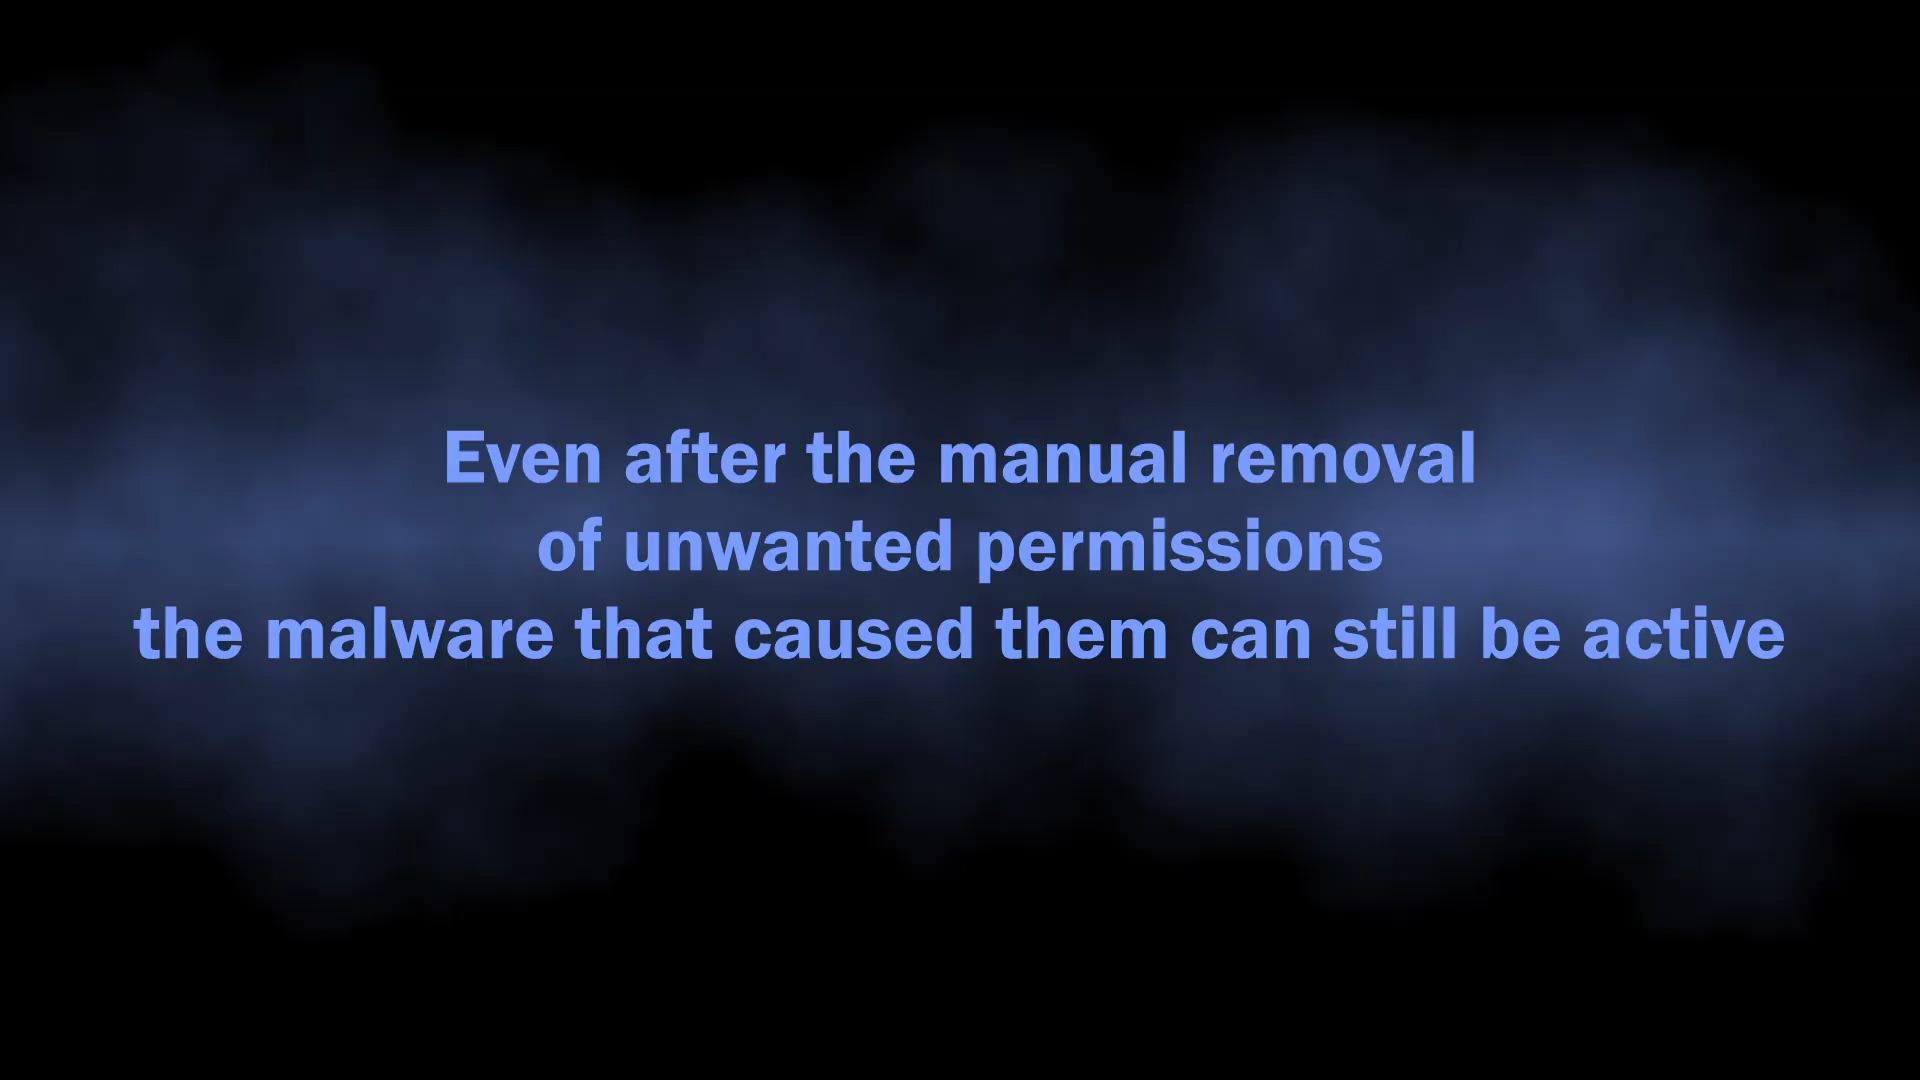 Even after the manual removal
of unwanted permissions
the malware that caused them can still be active